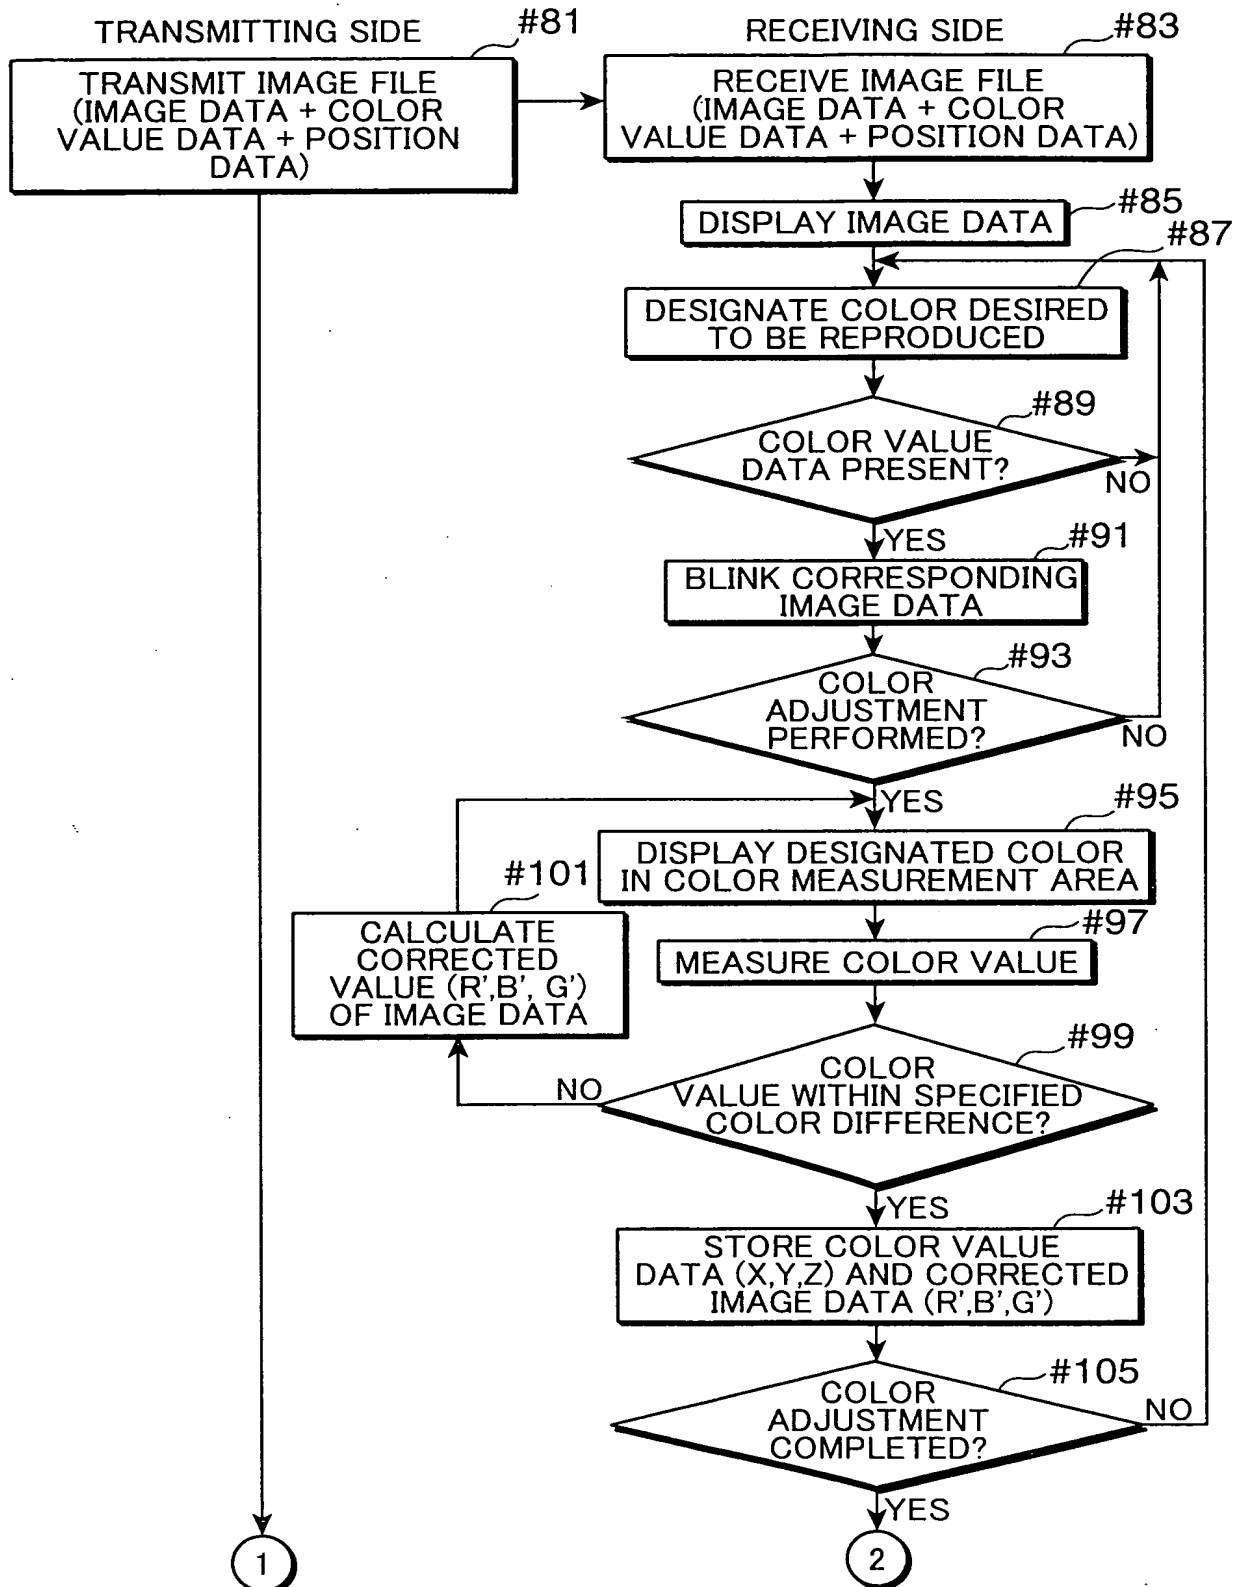 TRANSMITTING SIDE
#81
TRANSMIT IMAGE FILE
(IMAGE DATA + COLOR
VALUE DATA + POSITION
DATA)
RECEIVING SIDE
#83
RECEIVE IMAGE FILE
(IMAGE DATA + COLOR
VALUE DATA + POSITION DATA)
#85
DISPLAY IMAGE DATA
#87
DESIGNATE COLOR DESIRED
TO BE REPRODUCED
#89
COLOR VALUE
DATA PRESENT?
NO
YES
#91
BLINK CORRESPONDING
IMAGE DATA
#93
COLOR
ADJUSTMENT
PERFORMED?
NO
YES
#95
DISPLAY DESIGNATED COLOR
IN COLOR MEASUREMENT AREA
#101
CALCULATE
CORRECTED
VALUE (R',B', G')
OF IMAGE DATA
#97
MEASURE COLOR VALUE
#99
COLOR
VALUE WITHIN SPECIFIED
COLOR DIFFERENCE?
NO
YES
#103
STORE COLOR VALUE
DATA (X,Y,Z) AND CORRECTED
IMAGE DATA (R',B',G')
#105
COLOR
ADJUSTMENT
COMPLETED?
NO
YES
1
2